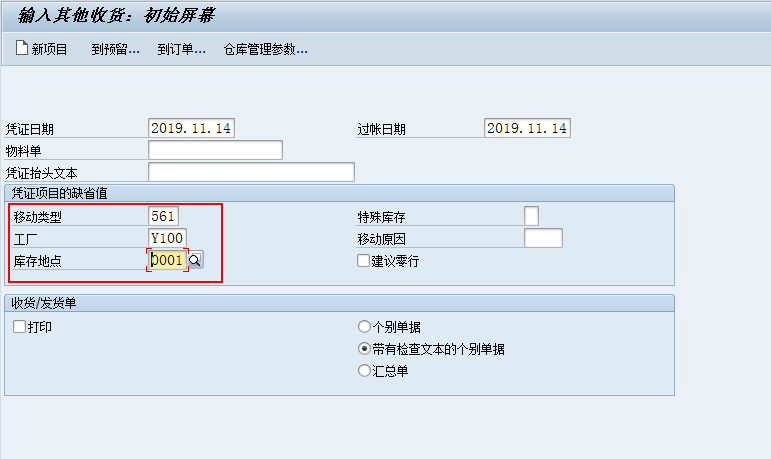 输入其他收货：初始屏幕
新项目 到预留... 到订单... 仓库管理参数...
凭证日期 2019.11.14 过帐日期 2019.11.14
物料单
凭证抬头文本
凭证项目的缺省值
移动类型 561 特殊库存
工厂 Y100 移动原因
库存地点 0001 建议零行
收货/发货单
打印 个别单据
带有检查文本的个别单据
汇总单